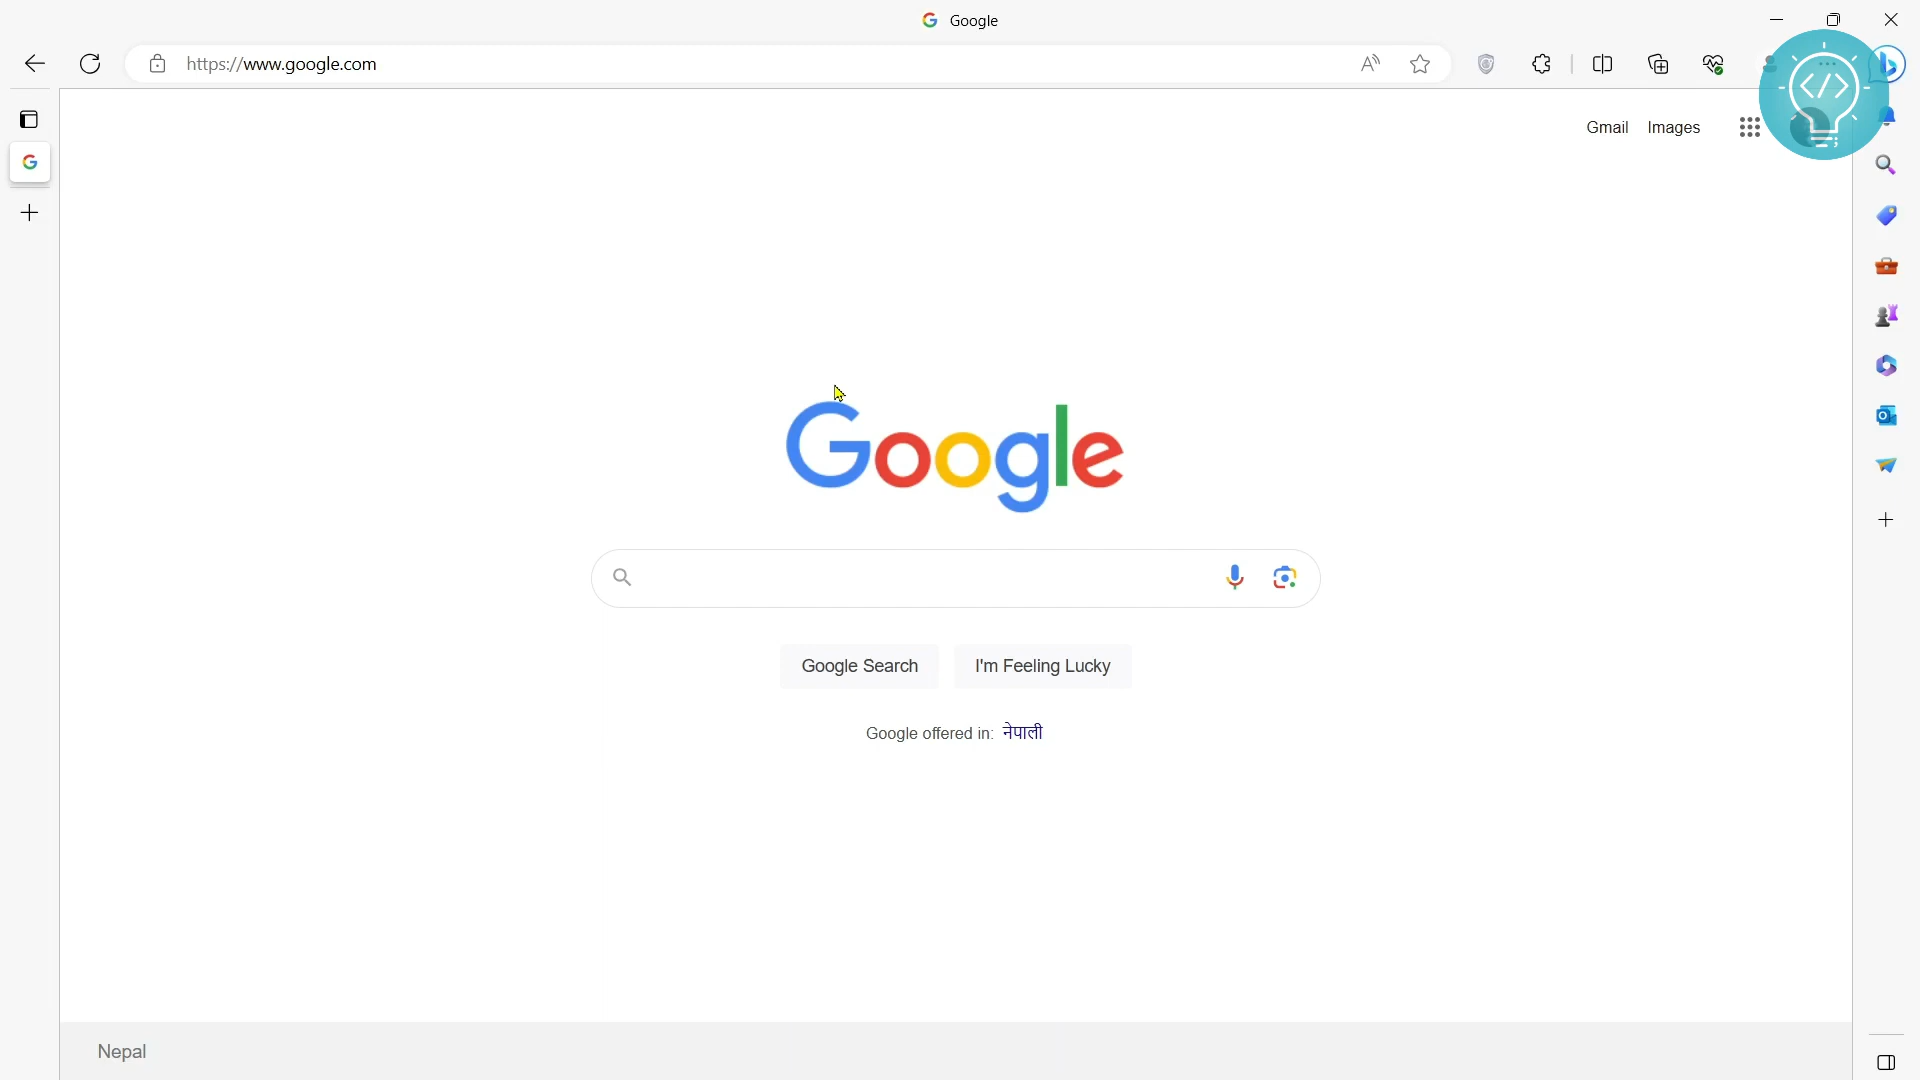 Google
https://www.google.com
Gmail Images
Google
Google Search I'm Feeling Lucky
Google offered in: नेपाली
Nepal